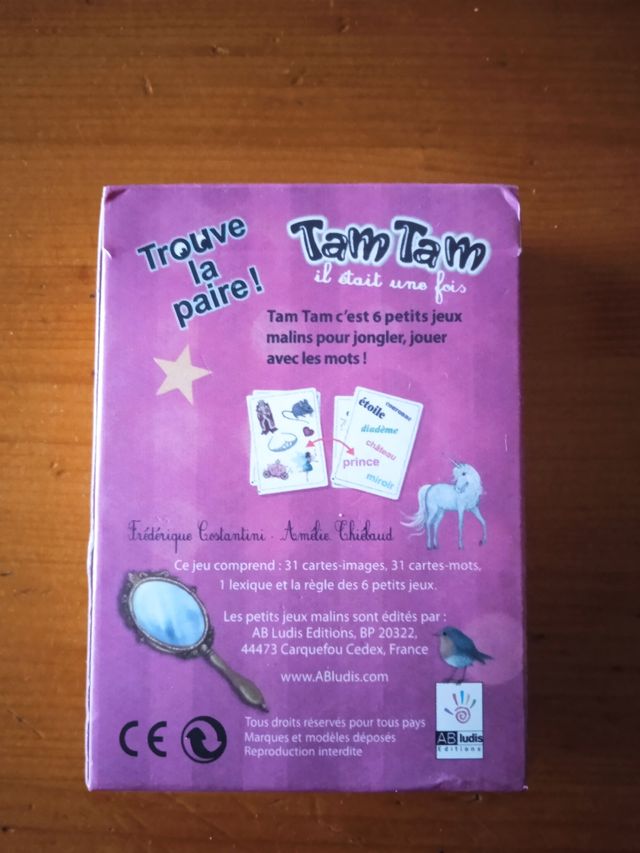 Trouve
la
paire !
Tam Tam
il était une fois
Tam Tam c'est 6 petits jeux
malins pour jongler, jouer
avec les mots !
couronne
étoile
diadème
château
prince
miroir
Frédérique Costantini - Amélie Thiébaud
Ce jeu comprend : 31 cartes-images, 31 cartes-mots,
1 lexique et la règle des 6 petits jeux.
Les petits jeux malins sont édités par :
AB Ludis Editions, BP 20322,
44473 Carquefou Cedex, France
www.ABludis.com
CE
Tous droits réservés pour tous pays
Marques et modèles déposés
Reproduction interdite
AB ludis
Editions